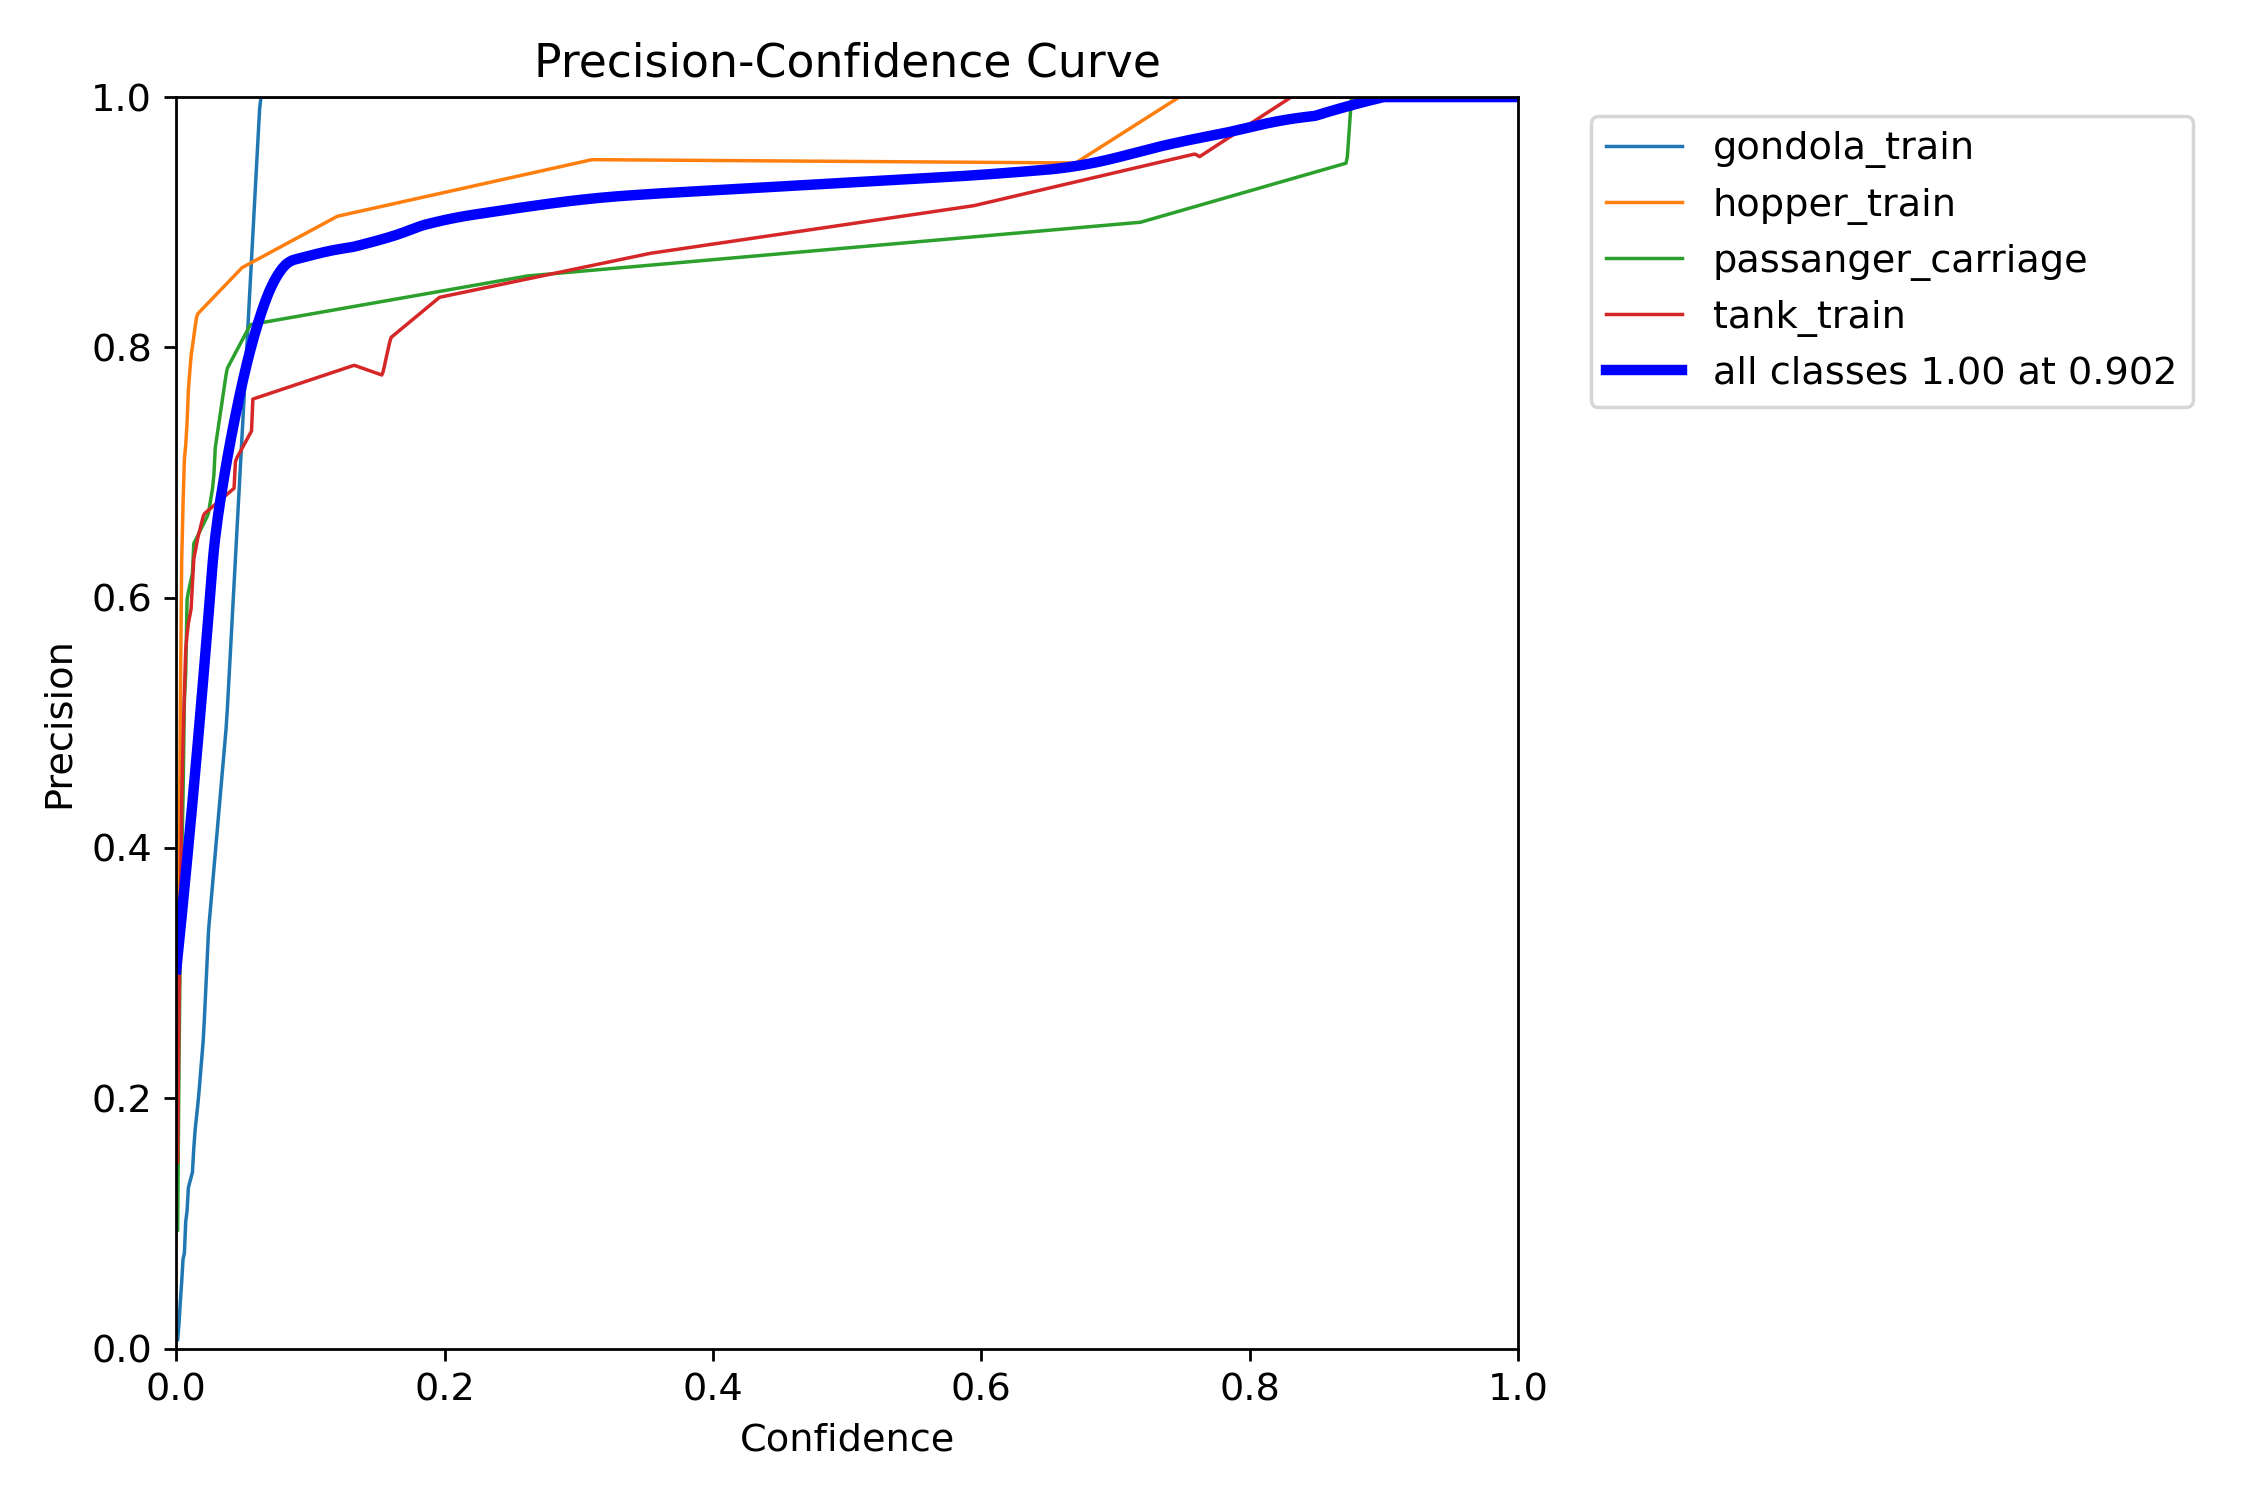 Precision-Confidence Curve
1.0
0.8
0.6
0.4
0.2
0.0
Precision
0.0 0.2 0.4 0.6 0.8 1.0
Confidence
gondola_train
hopper_train
passanger_carriage
tank_train
all classes 1.00 at 0.902